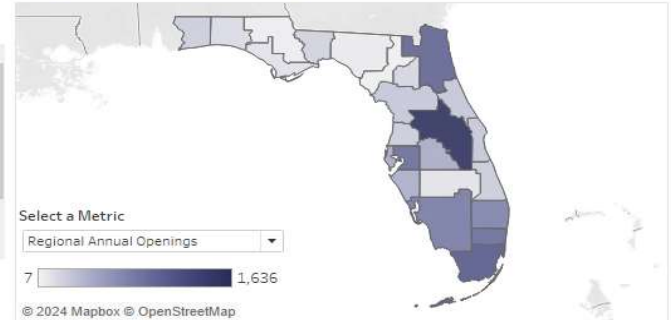 Select a Metric
Regional Annual Openings
7 1,636
© 2024 Mapbox © OpenStreetMap